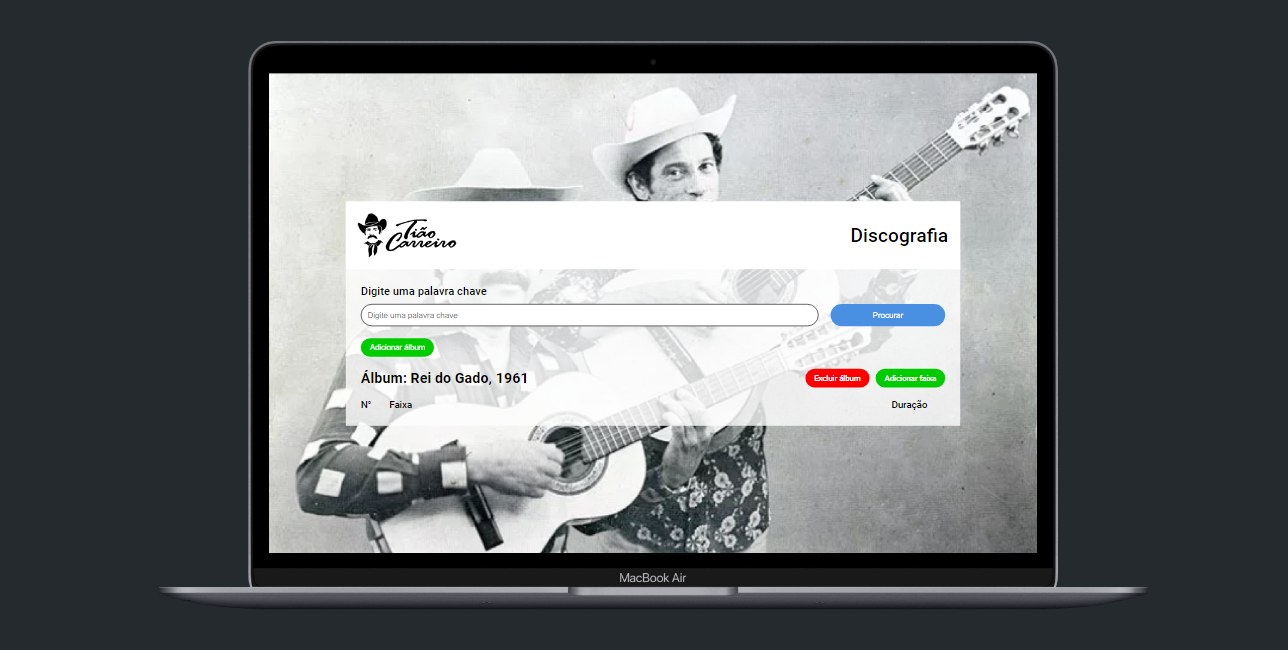 Tião
Carreiro
Discografia
Digite uma palavra chave
Digite uma palavra chave
Procurar
Adicionar álbum
Álbum: Rei do Gado, 1961
Excluir álbum
Adicionar faixa
N°
Faixa
Duração
MacBook Air